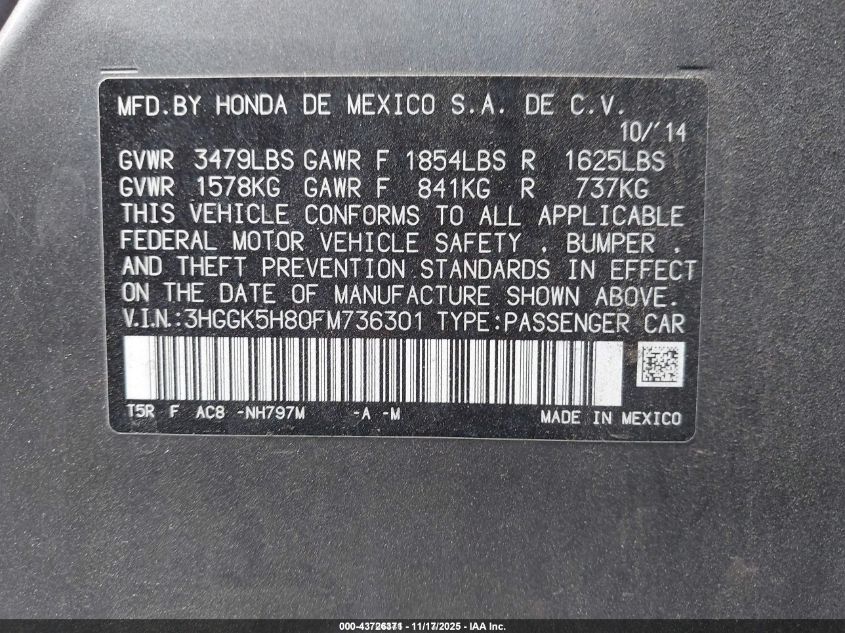 MFD.BY HONDA DE MEXICO S.A. DE C.V.
10/'14
GVWR 3479LBS GAWR F 1854LBS R 1625LBS
GVWR 1578KG GAWR F 841KG R 737KG
THIS VEHICLE CONFORMS TO ALL APPLICABLE
FEDERAL MOTOR VEHICLE SAFETY , BUMPER ,
AND THEFT PREVENTION STANDARDS IN EFFECT
ON THE DATE OF MANUFACTURE SHOWN ABOVE.
V.I.N.:3HGGK5H80FM736301 TYPE:PASSENGER CAR
T5R F AC8 -NH797M -A -M
MADE IN MEXICO
11/17/2025 - IAA Inc.